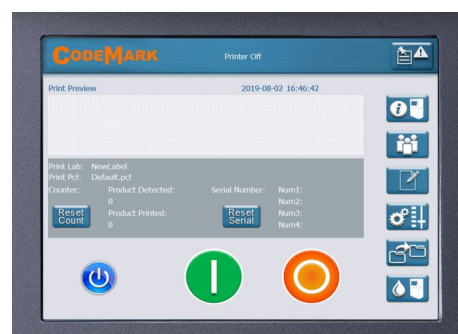 CODEMARK
Printer Off
Print Preview 2019-08-02 16:46:42
Print Lab: NewLabel
Print Pcf: Default.pcf
Counter: Product Detected: Serial Number: Num1:
0 Num2:
Reset Count Product Printed: Reset Serial Num3:
0 Num4: